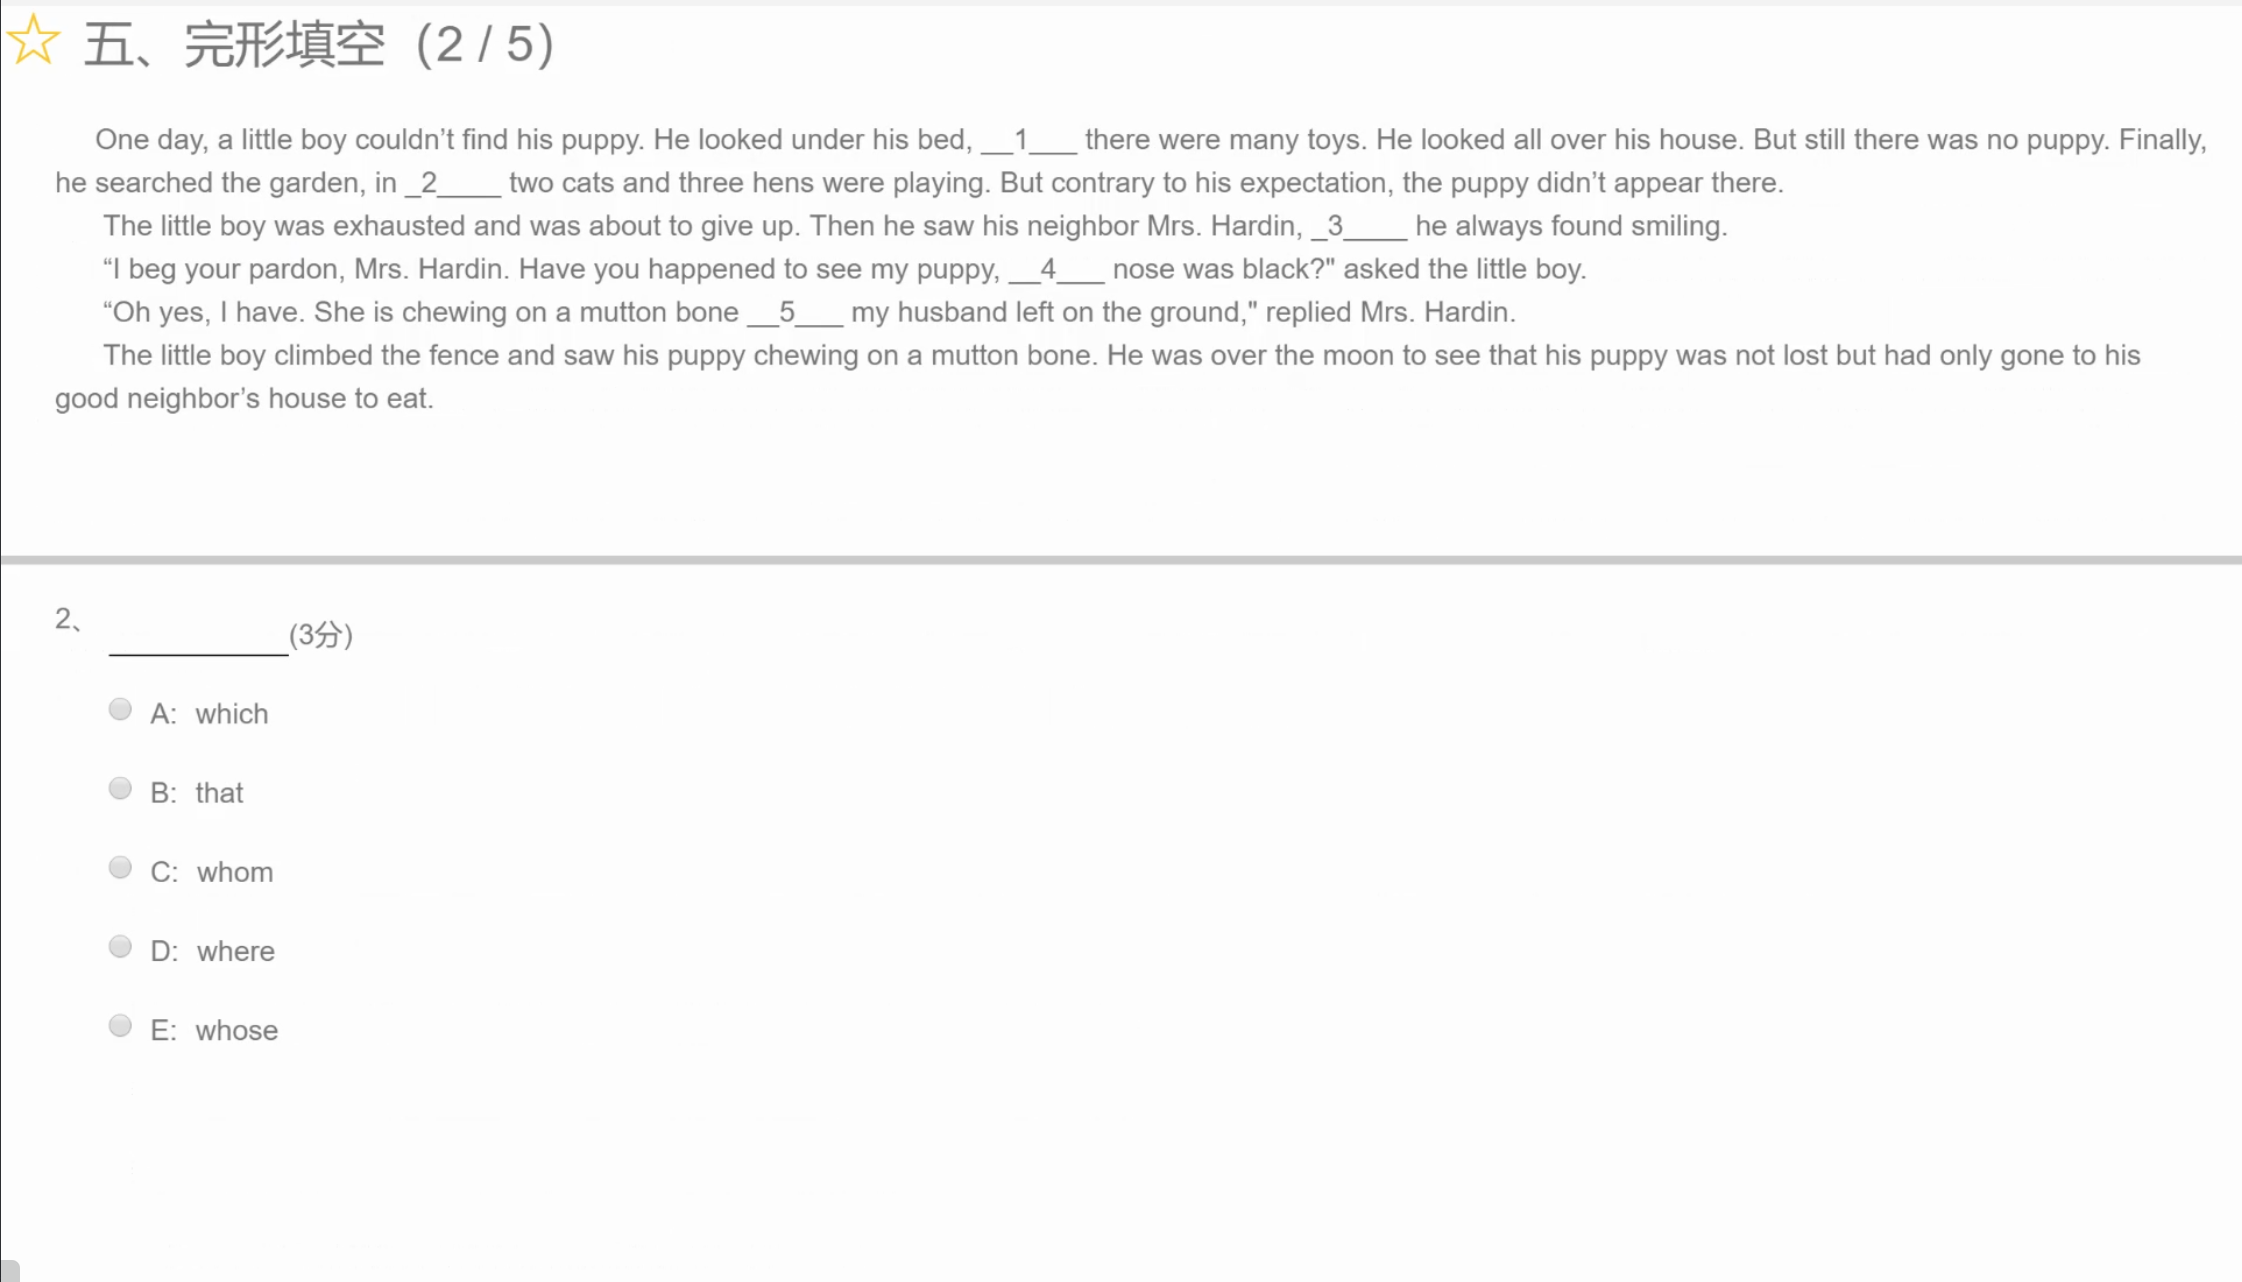 五、完形填空（2 / 5）
One day, a little boy couldn’t find his puppy. He looked under his bed, __1___ there were many toys. He looked all over his house. But still there was no puppy. Finally,
he searched the garden, in _2____ two cats and three hens were playing. But contrary to his expectation, the puppy didn’t appear there.
The little boy was exhausted and was about to give up. Then he saw his neighbor Mrs. Hardin, _3____ he always found smiling.
“I beg your pardon, Mrs. Hardin. Have you happened to see my puppy, __4___ nose was black?" asked the little boy.
“Oh yes, I have. She is chewing on a mutton bone __5___ my husband left on the ground," replied Mrs. Hardin.
The little boy climbed the fence and saw his puppy chewing on a mutton bone. He was over the moon to see that his puppy was not lost but had only gone to his
good neighbor’s house to eat.
2、
__________(3分)
A: which
B: that
C: whom
D: where
E: whose